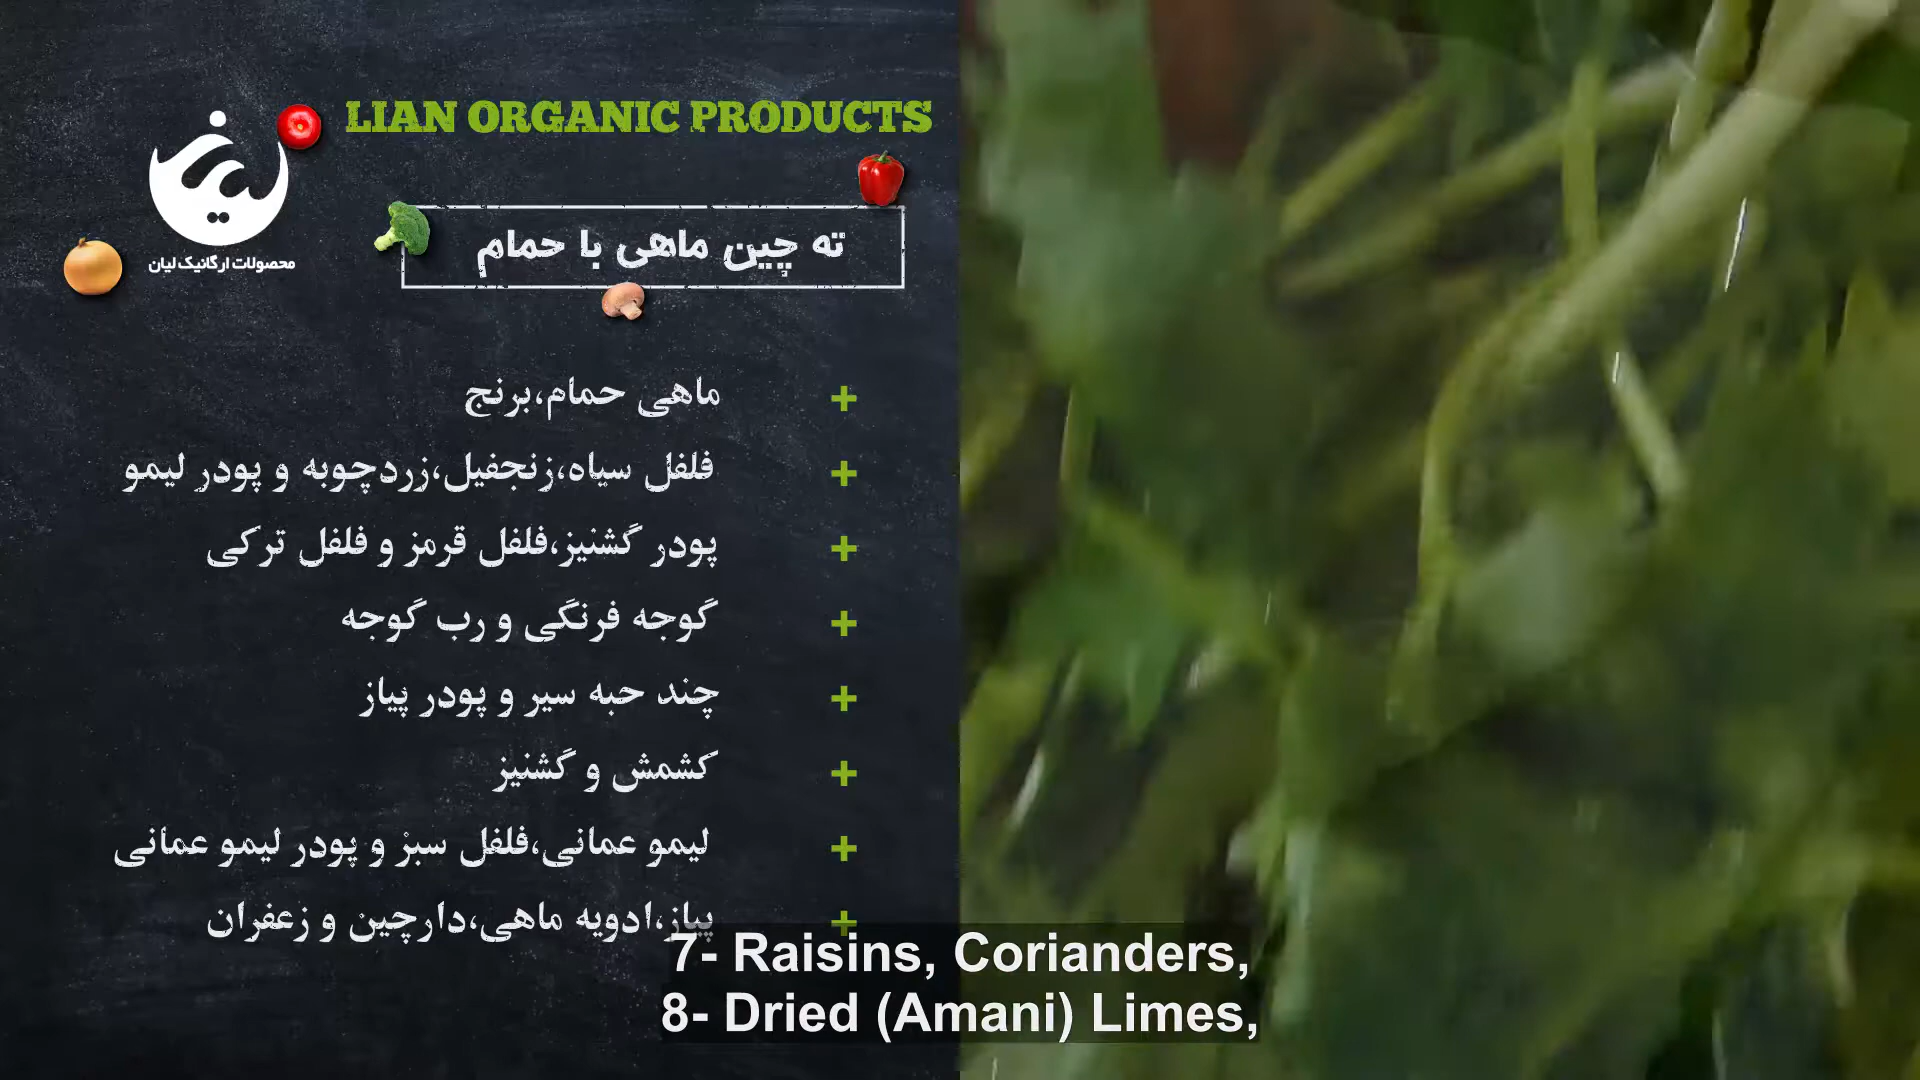 LIAN ORGANIC PRODUCTS
لیان
محصولات ارگانیک لیان
ته چین ماهی با حمام
+ ماهی حمام،برنج
+ فلفل سیاه،زنجفیل،زردچوبه و پودر لیمو
+ پودر گشنیز،فلفل قرمز و فلفل ترکی
+ گوجه فرنگی و رب گوجه
+ چند حبه سیر و پودر پیاز
+ کشمش و گشنیز
+ لیمو عمانی،فلفل سبز و پودر لیمو عمانی
+ پیاز،ادویه ماهی،دارچین و زعفران
7- Raisins, Corianders,
8- Dried (Amani) Limes,